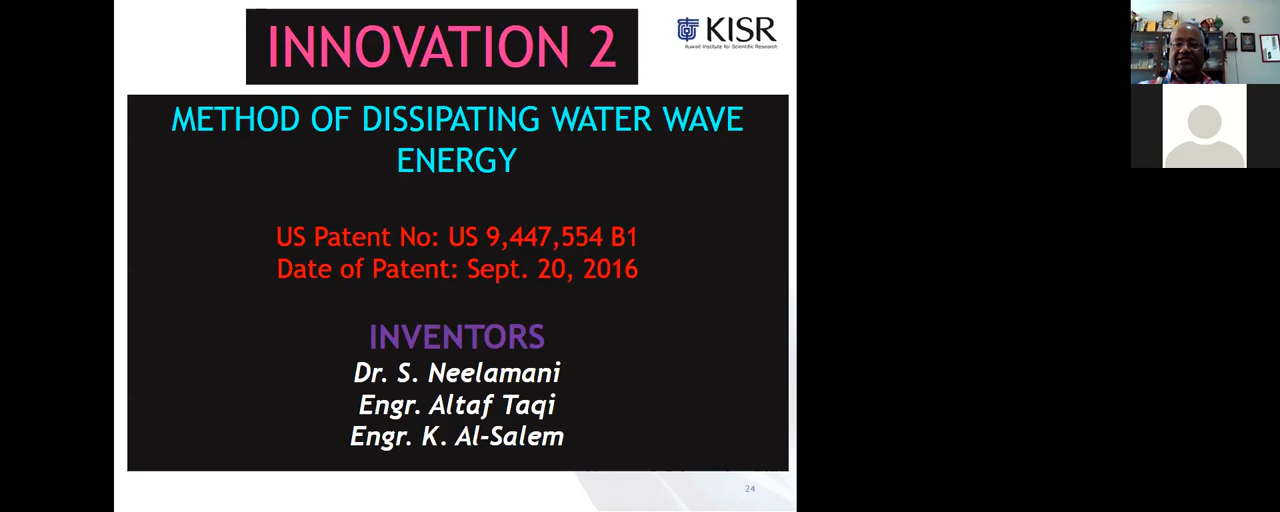 INNOVATION 2
KISR
Kuwait Institute for Scientific Research
METHOD OF DISSIPATING WATER WAVE
ENERGY
US Patent No: US 9,447,554 B1
Date of Patent: Sept. 20, 2016
INVENTORS
Dr. S. Neelamani
Engr. Altaf Taqi
Engr. K. Al-Salem
24